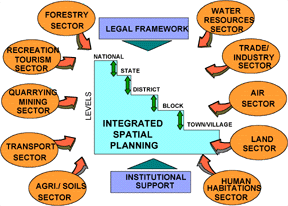 FORESTRY
SECTOR
LEGAL FRAMEWORK
WATER
RESOURCES
SECTOR
RECREATION
TOURISM
SECTOR
NATIONAL
STATE
DISTRICT
BLOCK
TOWN/VILLAGE
TRADE/
INDUSTRY
SECTOR
QUARRYING
MINING
SECTOR
LEVELS
AIR
SECTOR
INTEGRATED
SPATIAL
PLANNING
TRANSPORT
SECTOR
LAND
SECTOR
AGRI./ SOILS
SECTOR
INSTITUTIONAL
SUPPORT
HUMAN
HABITATIONS
SECTOR